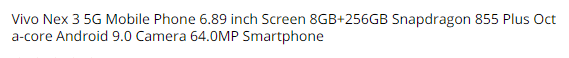 Vivo Nex 3 5G Mobile Phone 6.89 inch Screen 8GB+256GB Snapdragon 855 Plus Oct
a-core Android 9.0 Camera 64.0MP Smartphone